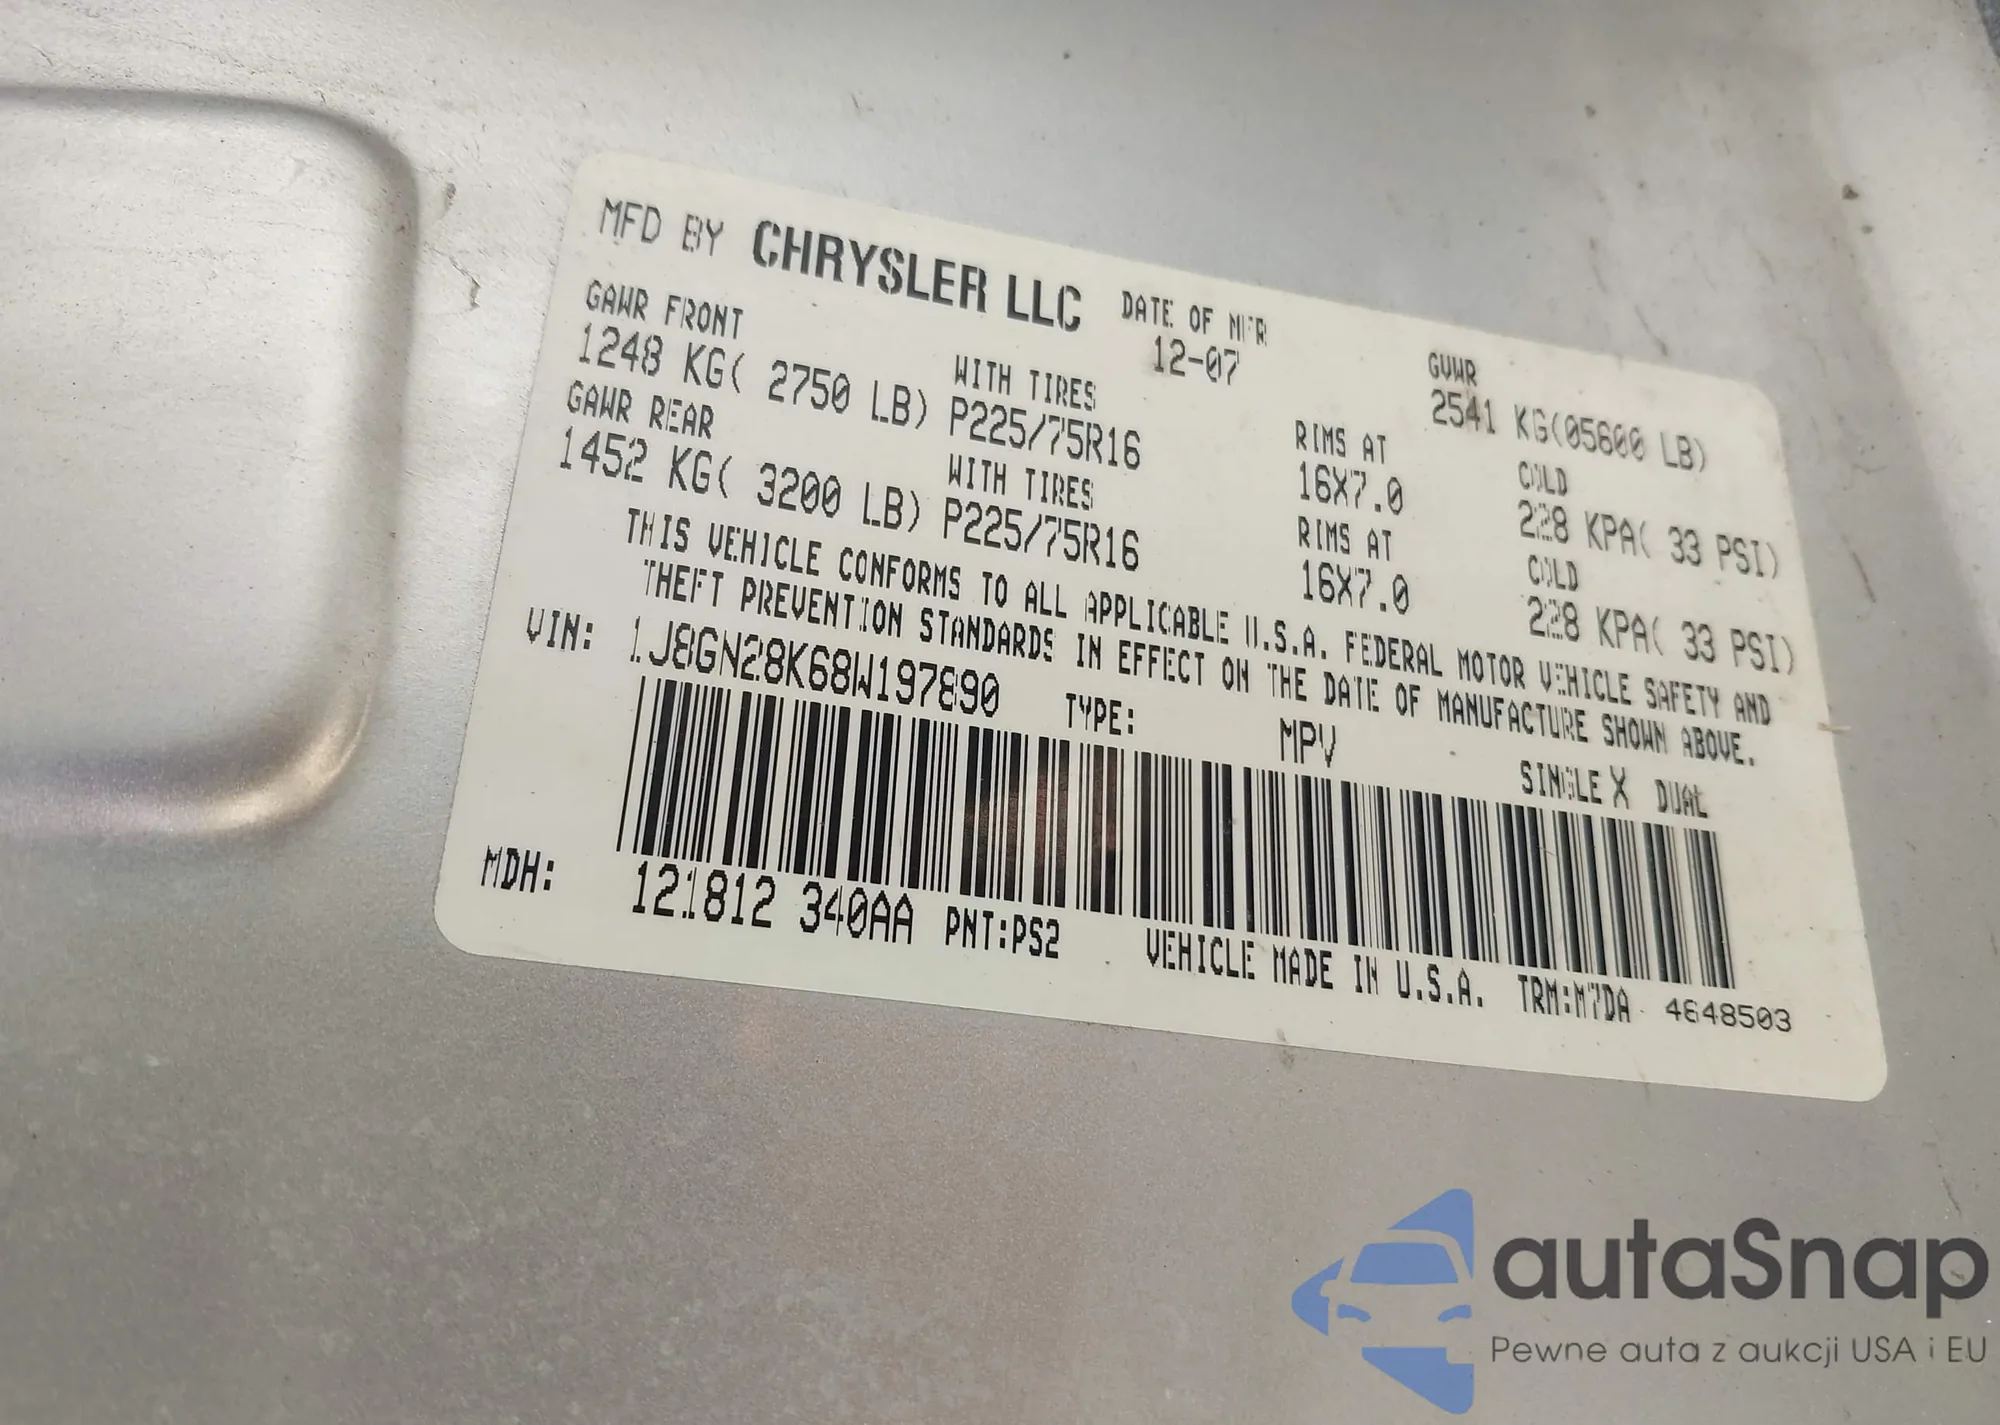 MFD BY CHRYSLER LLC DATE OF MFR 12-07 GVWR 2541 KG(05600 LB)
GAWR FRONT WITH TIRES RIMS AT COLD
1248 KG( 2750 LB) P225/75R16 16X7.0 228 KPA( 33 PSI)
GAWR REAR WITH TIRES RIMS AT COLD
1452 KG( 3200 LB) P225/75R16 16X7.0 228 KPA( 33 PSI)
THIS VEHICLE CONFORMS TO ALL APPLICABLE U.S.A. FEDERAL MOTOR VEHICLE SAFETY AND
THEFT PREVENTION STANDARDS IN EFFECT ON THE DATE OF MANUFACTURE SHOWN ABOVE.
VIN: 1J8GN28K68W197890 TYPE: MPV SINGLE X DUAL
MDH: 121812 340AA PNT:PS2 VEHICLE MADE IN U.S.A. TRM:M7DA 4648503
autaSnap
Pewne auta z aukcji USA i EU